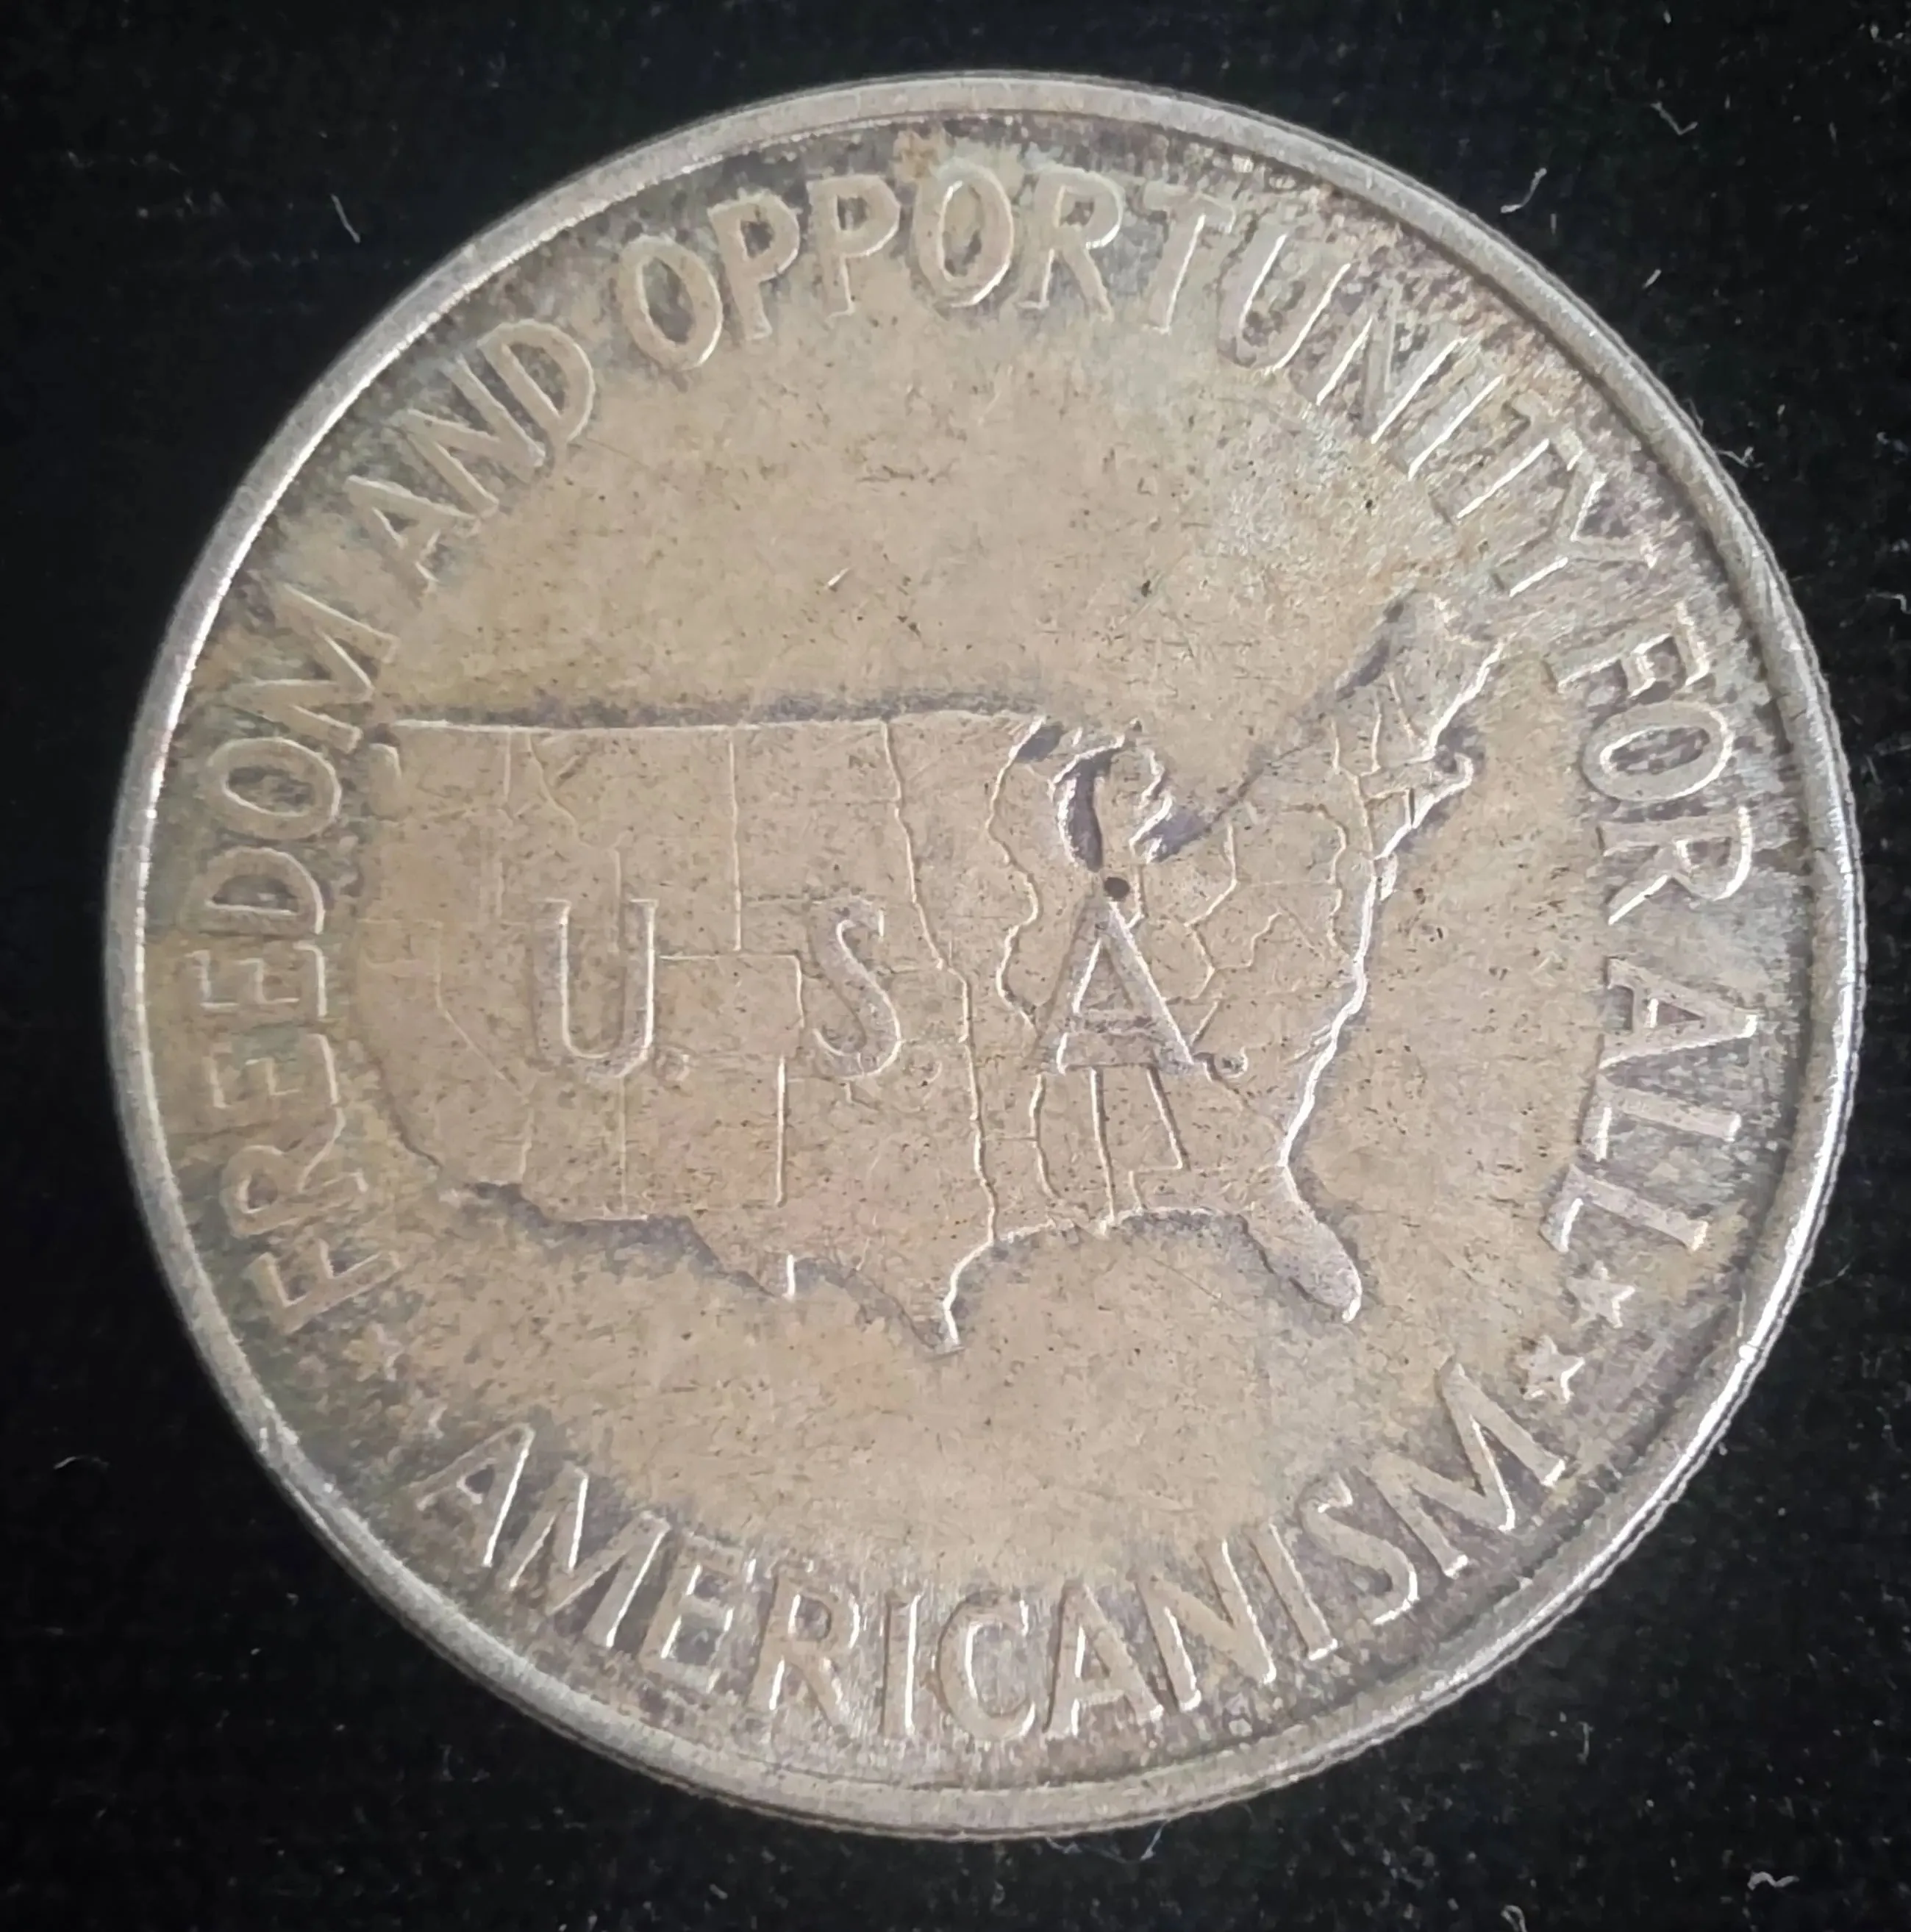 FREEDOM AND OPPORTUNITY FOR ALL
U.S.A.
AMERICANISM